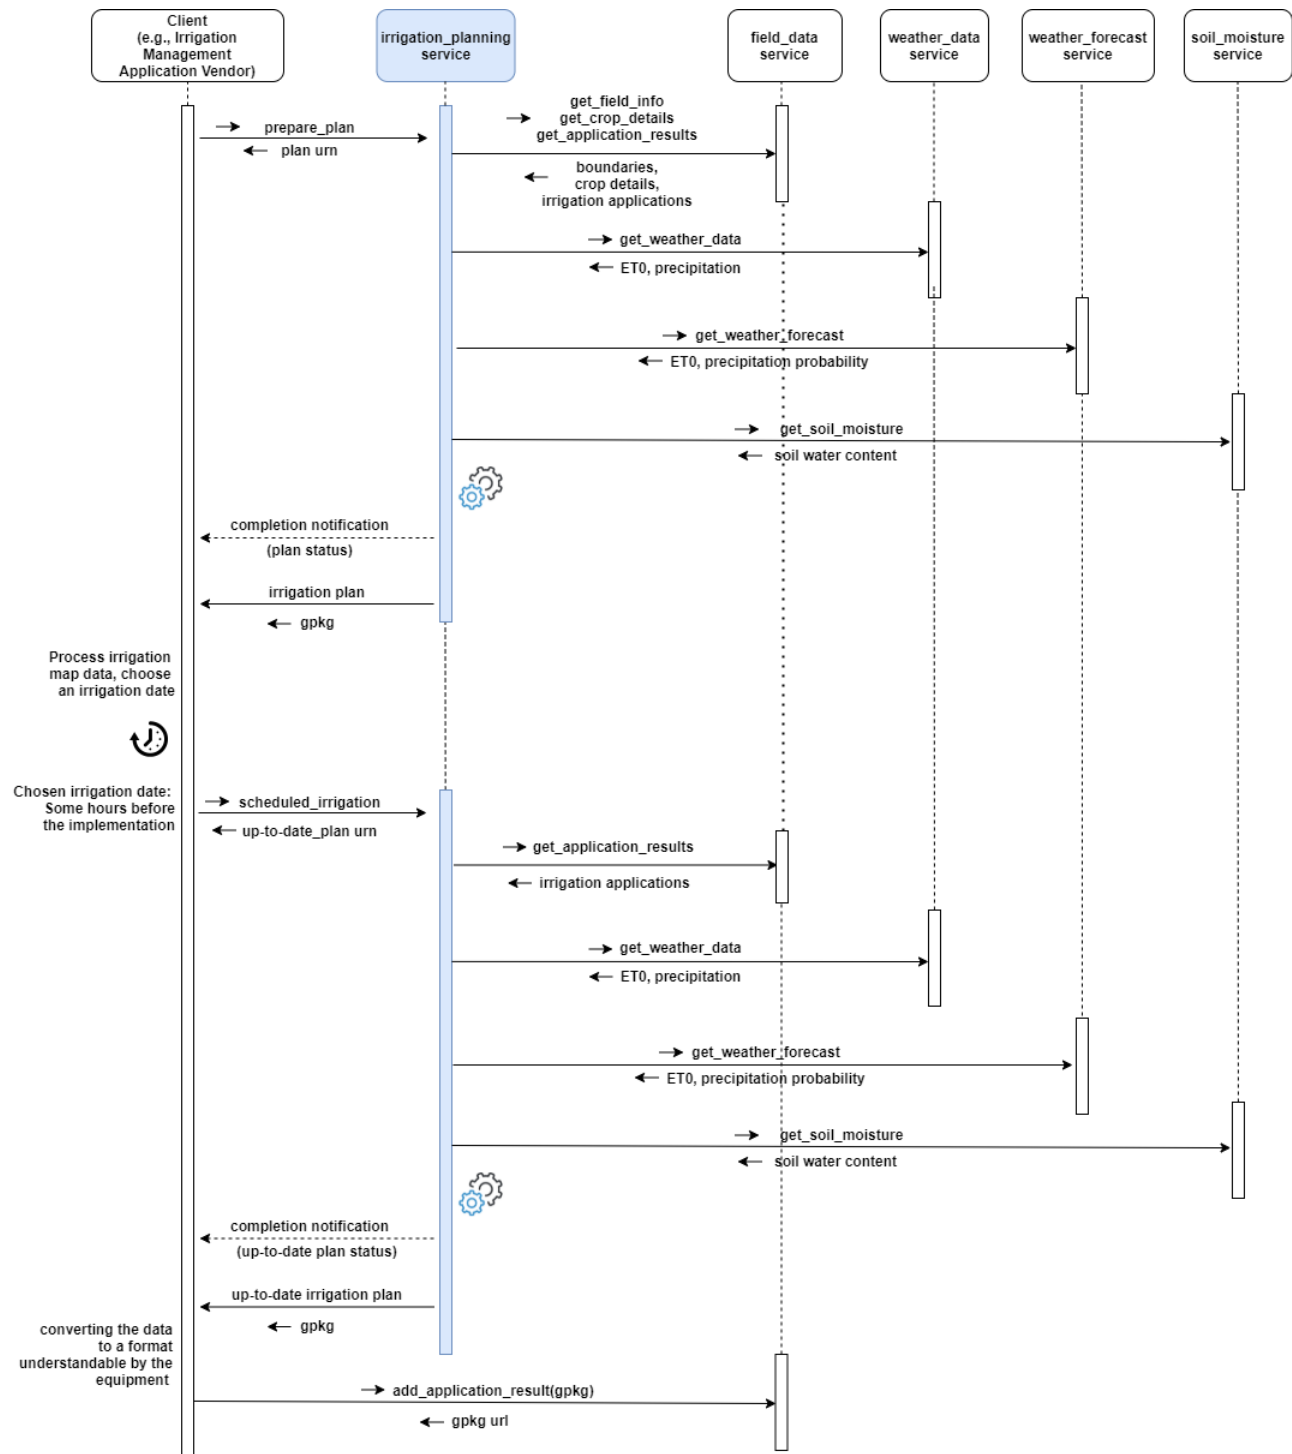 Client
(e.g., Irrigation
Management
Application Vendor)
irrigation_planning
service
field_data
service
weather_data
service
weather_forecast
service
soil_moisture
service
get_field_info
get_crop_details
get_application_results
prepare_plan
plan urn
boundaries,
crop details,
irrigation applications
get_weather_data
ET0, precipitation
get_weather_forecast
ET0, precipitation probability
get_soil_moisture
soil water content
completion notification
(plan status)
irrigation plan
gpkg
Process irrigation
map data, choose
an irrigation date
Chosen irrigation date:
Some hours before
the implementation
scheduled_irrigation
up-to-date_plan urn
get_application_results
irrigation applications
get_weather_data
ET0, precipitation
get_weather_forecast
ET0, precipitation probability
get_soil_moisture
soil water content
completion notification
(up-to-date plan status)
up-to-date irrigation plan
gpkg
converting the data
to a format
understandable by the
equipment
add_application_result(gpkg)
gpkg url